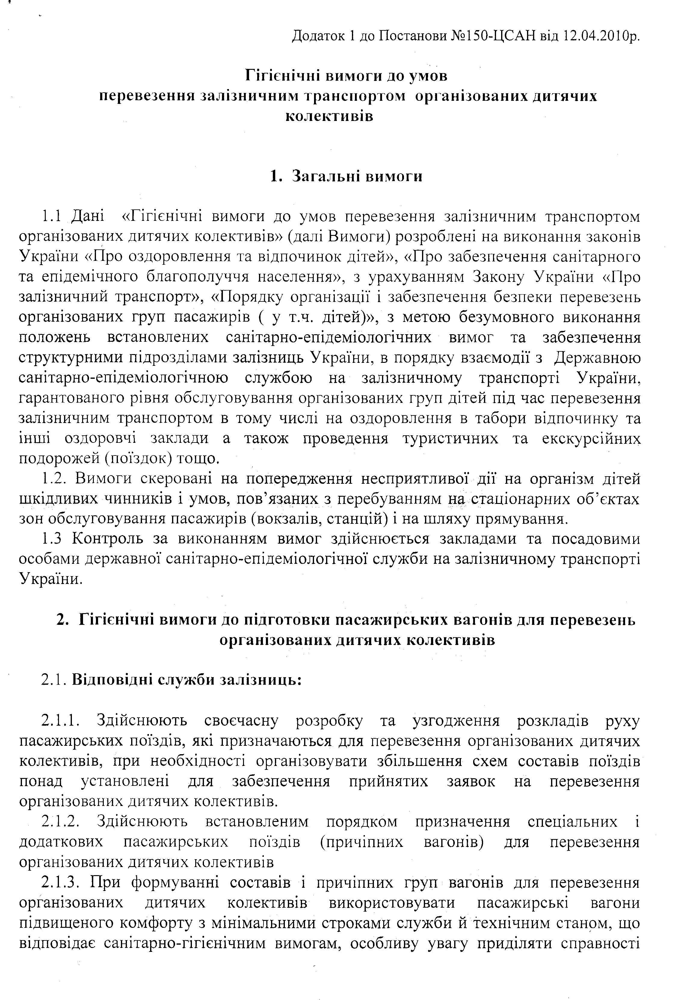 Додаток 1 до Постанови №150-ЦСАН від 12.04.2010р.
Гігієнічні вимоги до умов
перевезення залізничним транспортом організованих дитячих
колективів
1. Загальні вимоги
1.1 Дані «Гігієнічні вимоги до умов перевезення залізничним транспортом
організованих дитячих колективів» (далі Вимоги) розроблені на виконання законів
України «Про оздоровлення та відпочинок дітей», «Про забезпечення санітарного
та епідемічного благополуччя населення», з урахуванням Закону України «Про
залізничний транспорт», «Порядку організації і забезпечення безпеки перевезень
організованих груп пасажирів ( у т.ч. дітей)», з метою безумовного виконання
положень встановлених санітарно-епідеміологічних вимог та забезпечення
структурними підрозділами залізниць України, в порядку взаємодії з Державною
санітарно-епідеміологічною службою на залізничному транспорті України,
гарантованого рівня обслуговування організованих груп дітей під час перевезення
залізничним транспортом в тому числі на оздоровлення в табори відпочинку та
інші оздоровчі заклади а також проведення туристичних та екскурсійних
подорожей (поїздок) тощо.
1.2. Вимоги скеровані на попередження несприятливої дії на організм дітей
шкідливих чинників і умов, пов’язаних з перебуванням на стаціонарних об’єктах
зон обслуговування пасажирів (вокзалів, станцій) і на шляху прямування.
1.3 Контроль за виконанням вимог здійснюється закладами та посадовими
особами державної санітарно-епідеміологічної служби на залізничному транспорті
України.
2. Гігієнічні вимоги до підготовки пасажирських вагонів для перевезень
організованих дитячих колективів
2.1. Відповідні служби залізниць:
2.1.1. Здійснюють своєчасну розробку та узгодження розкладів руху
пасажирських поїздів, які призначаються для перевезення організованих дитячих
колективів, при необхідності організовувати збільшення схем составів поїздів
понад установлені для забезпечення прийнятих заявок на перевезення
організованих дитячих колективів.
2.1.2. Здійснюють встановленим порядком призначення спеціальних і
додаткових пасажирських поїздів (причіпних вагонів) для перевезення
організованих дитячих колективів
2.1.3. При формуванні составів і причіпних груп вагонів для перевезення
організованих дитячих колективів використовувати пасажирські вагони
підвищеного комфорту з мінімальними строками служби й технічним станом, що
відповідає санітарно-гігієнічним вимогам, особливу увагу приділяти справності